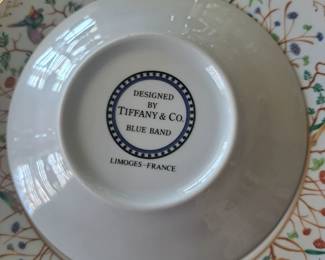 DESIGNED
BY
TIFFANY & CO.
BLUE BAND
LIMOGES-FRANCE